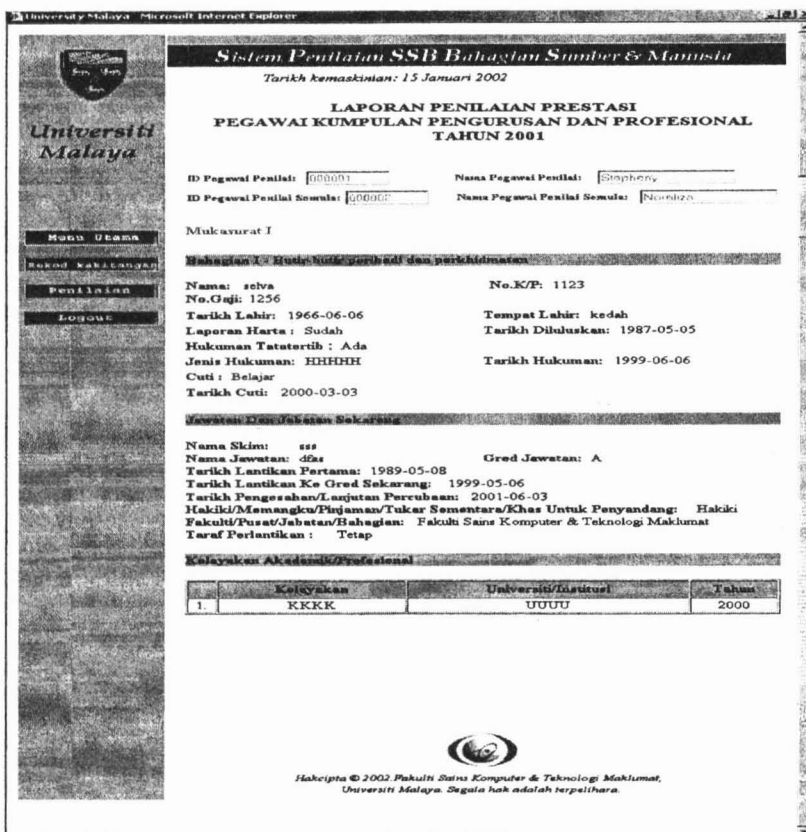 University Malaya - Microsoft Internet Explorer
Sistem Penilaian SSB Bahagian Sumber & Manusia
Tarikh kemaskinian: 15 Januari 2002
LAPORAN PENILAIAN PRESTASI
PEGAWAI KUMPULAN PENGURUSAN DAN PROFESIONAL
TAHUN 2001
Universiti
Malaya
ID Pegawai Penilai: 000001 Nama Pegawai Penilai: Stepheny
ID Pegawai Penilai Semula: 000002 Nama Pegawai Penilai Semula: Noreliza
Menu Utama
Rekod Kakitangan
Penilaian
Logout
Mukasurat I
Bahagian I - Butir-butir peribadi dan perkhidmatan
Nama: selva No.K/P: 1123
No.Gaji: 1256
Tarikh Lahir: 1966-06-06 Tempat Lahir: kedah
Laporan Harta : Sudah Tarikh Diluluskan: 1987-05-05
Hukuman Tatatertib : Ada
Jenis Hukuman: HHHHH Tarikh Hukuman: 1999-06-06
Cuti : Belajar
Tarikh Cuti: 2000-03-03
Jawatan Dan Jabatan Sekarang
Nama Skim: sss
Nama Jawatan: dfas Gred Jawatan: A
Tarikh Lantikan Pertama: 1989-05-08
Tarikh Lantikan Ke Gred Sekarang: 1999-05-06
Tarikh Pengesahan/Lanjutan Percubaan: 2001-06-03
Hakiki/Memangku/Pinjaman/Tukar Sementara/Khas Untuk Penyandang: Hakiki
Fakulti/Pusat/Jabatan/Bahagian: Fakulti Sains Komputer & Teknologi Maklumat
Taraf Perlantikan : Tetap
Kelayakan Akademik/Profesional
Kelayakan Universiti/Institusi Tahun
1. KKKK UUUU 2000
Hakcipta © 2002.Fakulti Sains Komputer & Teknologi Maklumat,
Universiti Malaya. Segala hak adalah terpelihara.